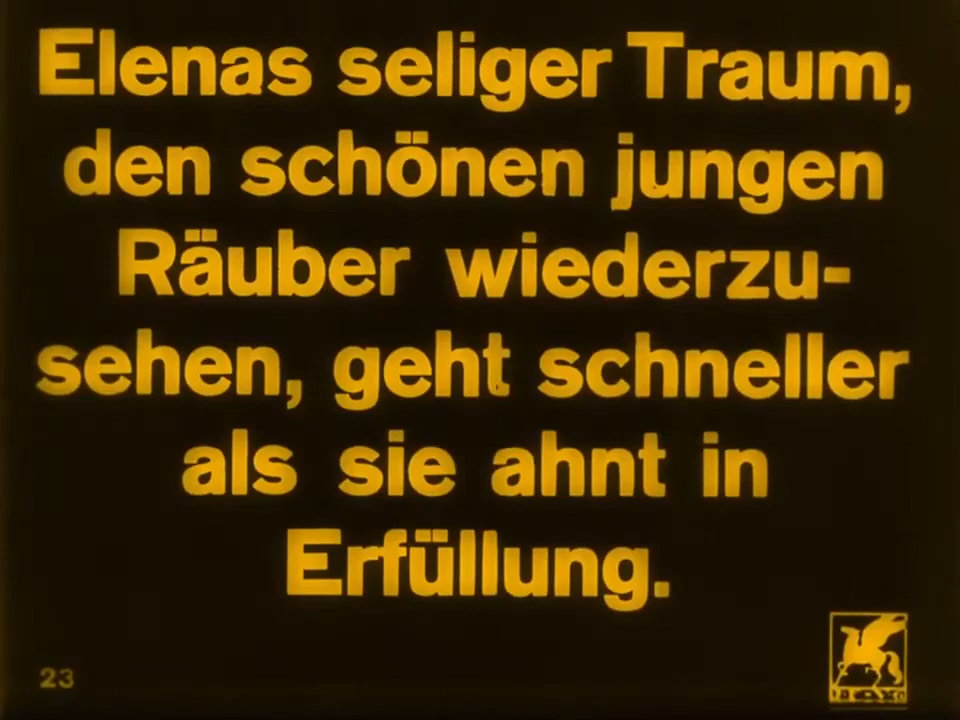 Elenas seliger Traum,
den schönen jungen
Räuber wiederzu-
sehen, geht schneller
als sie ahnt in
Erfüllung.
23